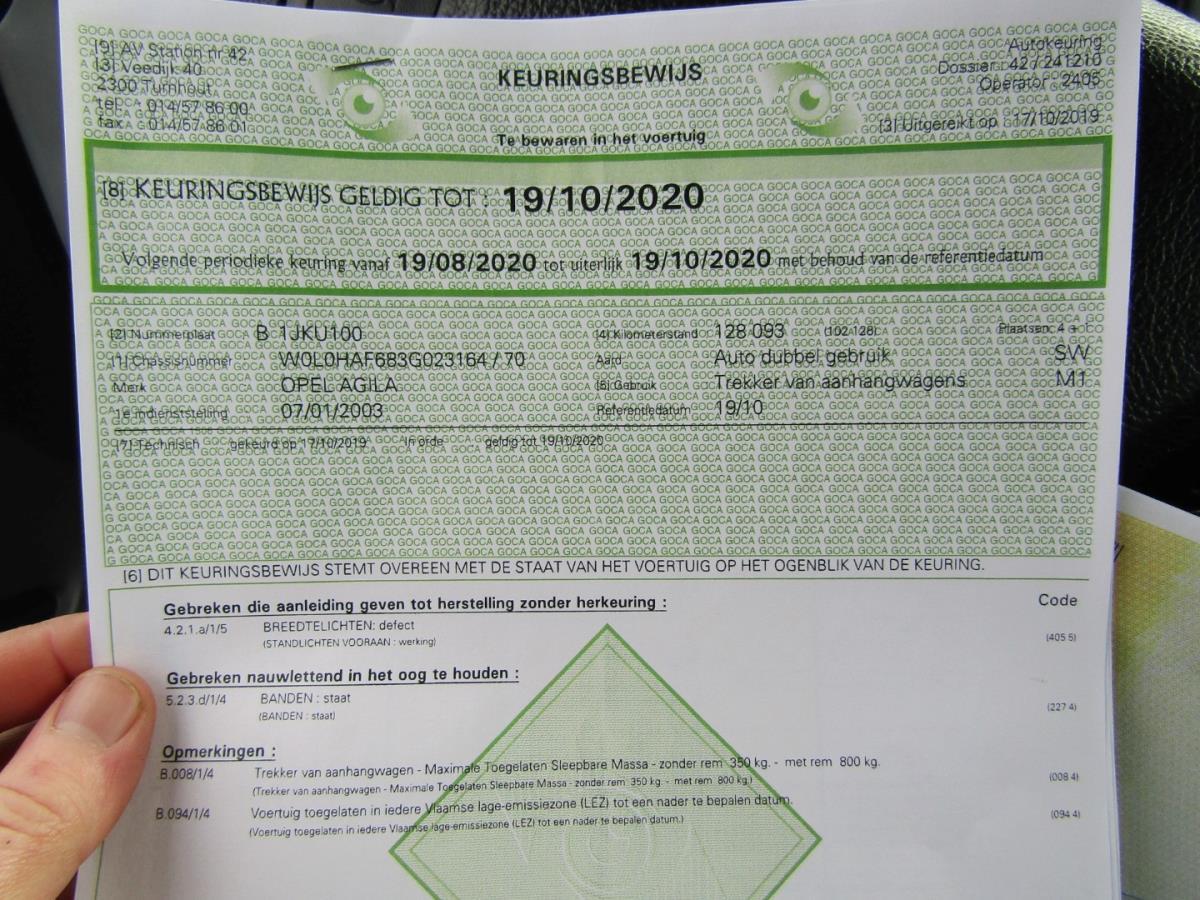 [9] AV Station nr 42
[3] Veedijk 40
2300 Turnhout
tel. : 014/57 86 00
fax : 014/57 86 01
KEURINGSBEWIJS
Te bewaren in het voertuig
Autokeuring
Dossier 427241210
Operator 2405
[3] Uitgereikt op 17/10/2019
[8] KEURINGSBEWIJS GELDIG TOT : 19/10/2020
Volgende periodieke keuring vanaf 19/08/2020 tot uiterlijk 19/10/2020 met behoud van de referentiedatum
[2] Nummerplaat B 1JKU100 [4] Kilometerstand 128 093 (102-128) Plaatsen: 4 +
[1] Chassisnummer W0L0HAF683G023164 / 70 Aard Auto dubbel gebruik SW
Merk OPEL AGILA [5] Gebruik Trekker van aanhangwagens M1
1e indienststelling 07/01/2003 Referentiedatum 19/10
[7] Technisch gekeurd op 17/10/2019 In orde geldig tot 19/10/2020
[6] DIT KEURINGSBEWIJS STEMT OVEREEN MET DE STAAT VAN HET VOERTUIG OP HET OGENBLIK VAN DE KEURING.
Gebreken die aanleiding geven tot herstelling zonder herkeuring : Code
4.2.1.a/1/5 BREEDTELICHTEN: defect (405 5)
(STANDLICHTEN VOORAAN : werking)
Gebreken nauwlettend in het oog te houden :
5.2.3.d/1/4 BANDEN : staat (227 4)
(BANDEN : staat)
Opmerkingen :
B.008/1/4 Trekker van aanhangwagen - Maximale Toegelaten Sleepbare Massa - zonder rem 350 kg. - met rem 800 kg. (008 4)
(Trekker van aanhangwagen - Maximale Toegelaten Sleepbare Massa - zonder rem 350 kg. - met rem 800 kg.)
B.094/1/4 Voertuig toegelaten in iedere Vlaamse lage-emissiezone (LEZ) tot een nader te bepalen datum. (094 4)
(Voertuig toegelaten in iedere Vlaamse lage-emissiezone (LEZ) tot een nader te bepalen datum.)